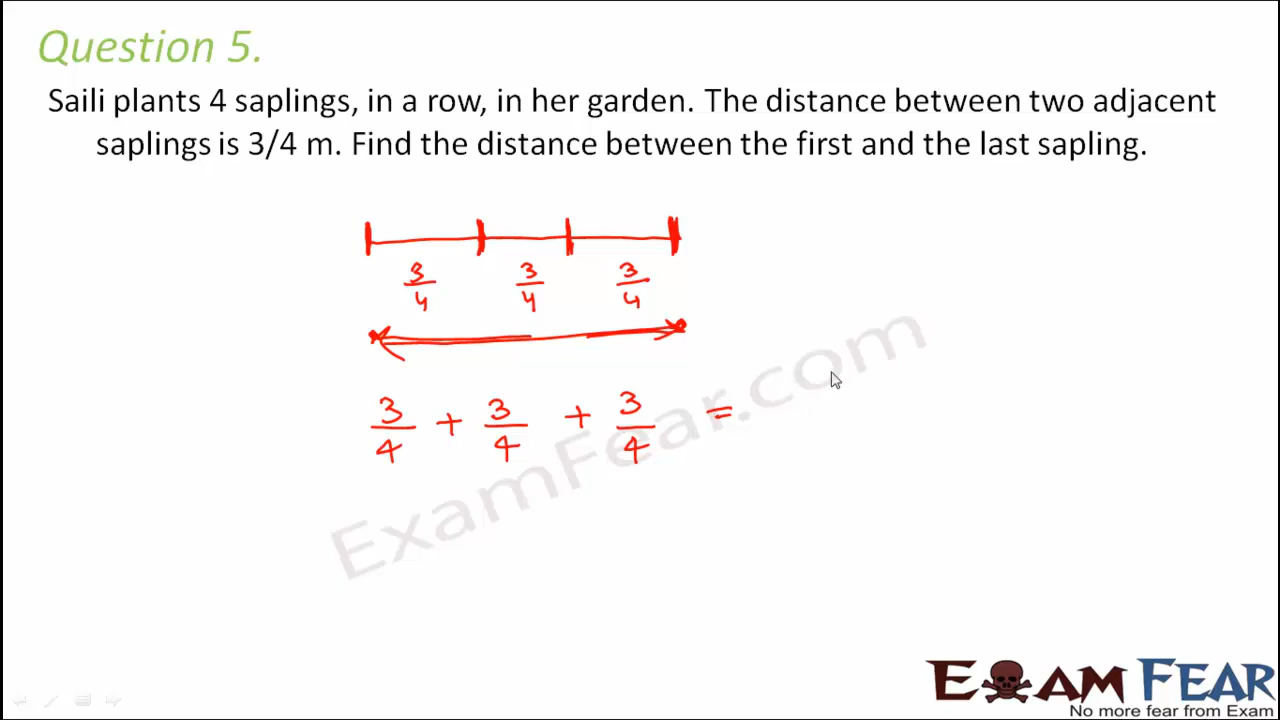 Question 5.
Saili plants 4 saplings, in a row, in her garden. The distance between two adjacent
saplings is 3/4 m. Find the distance between the first and the last sapling.
3/4 3/4 3/4
3/4 + 3/4 + 3/4 =
ExamFear.com
EXAM FEAR
No more fear from Exam